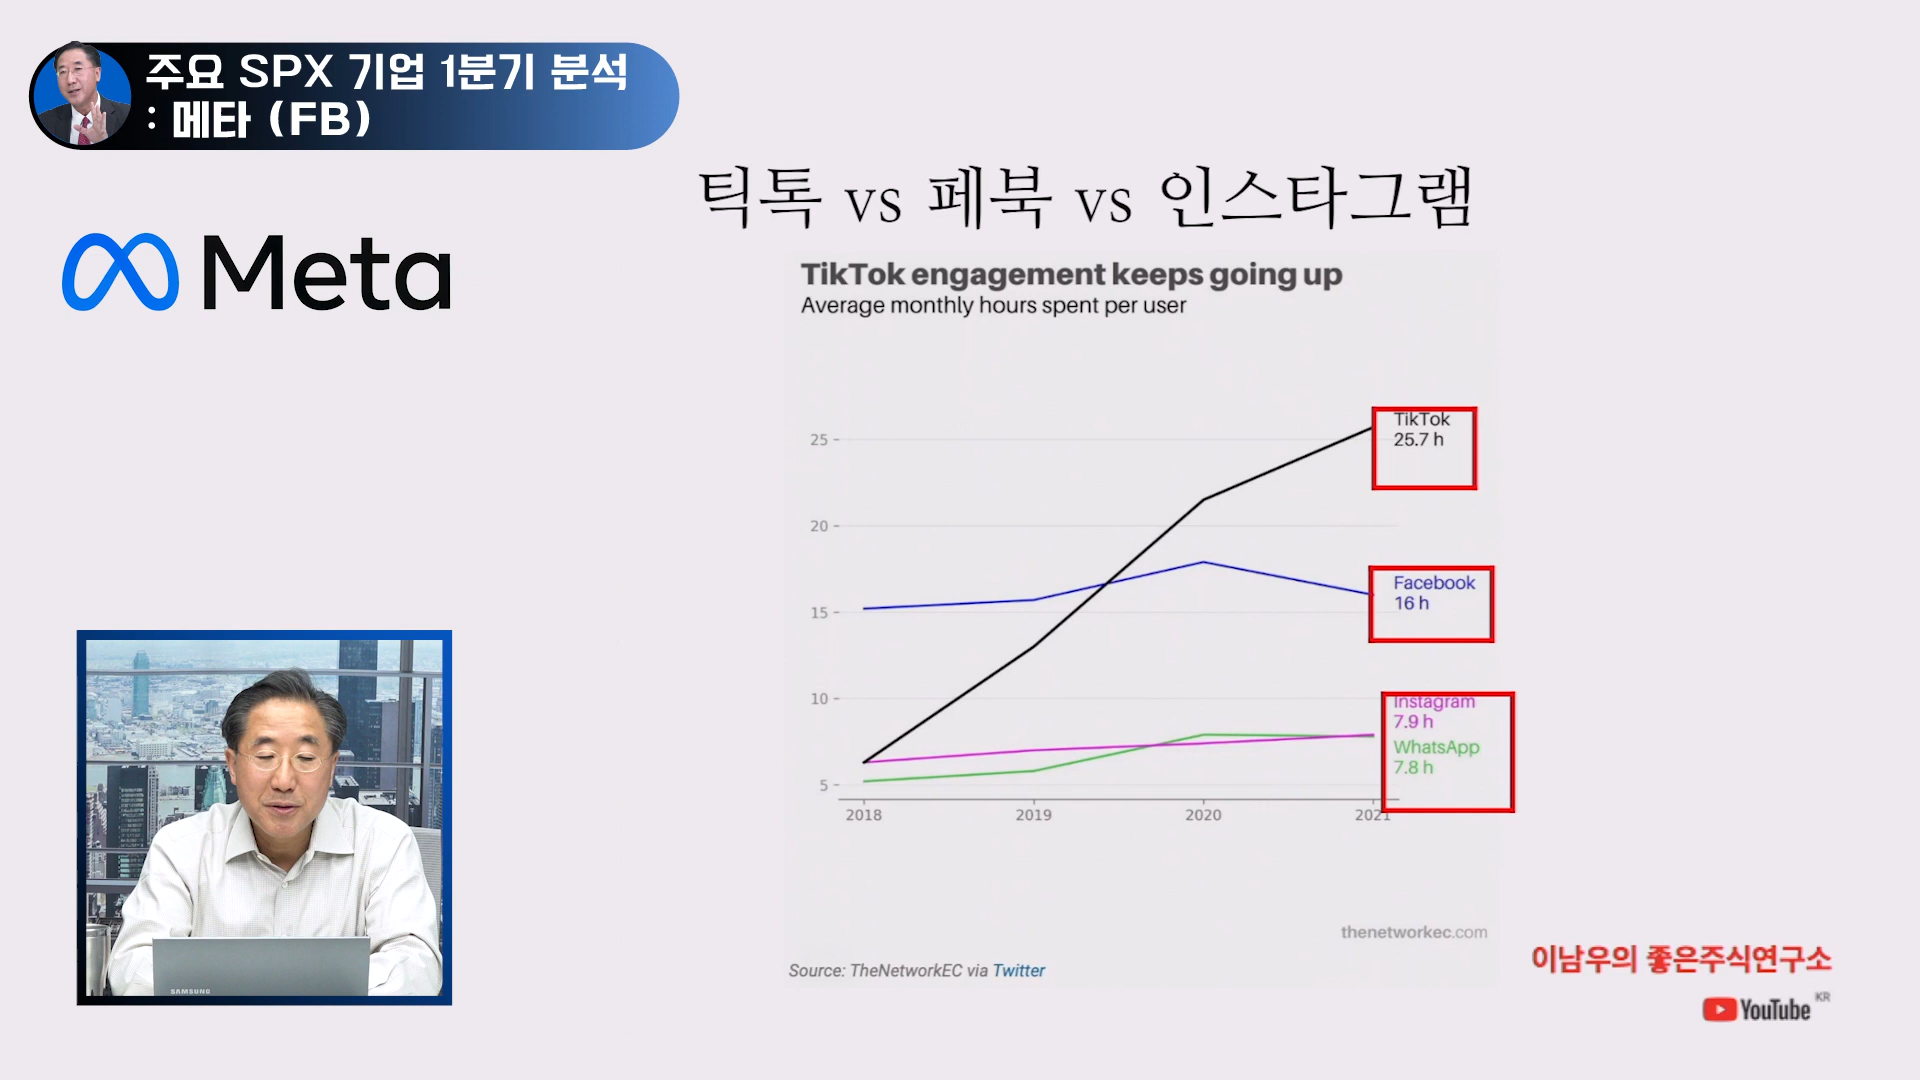 주요 SPX 기업 1분기 분석
: 메타 (FB)
Meta
틱톡 vs 페북 vs 인스타그램
TikTok engagement keeps going up
Average monthly hours spent per user
25
20
15
10
5
2018
2019
2020
2021
TikTok
25.7 h
Facebook
16 h
Instagram
7.9 h
WhatsApp
7.8 h
thenetworkec.com
Source: TheNetworkEC via Twitter
SAMSUNG
이남우의 좋은주식연구소
YouTube KR